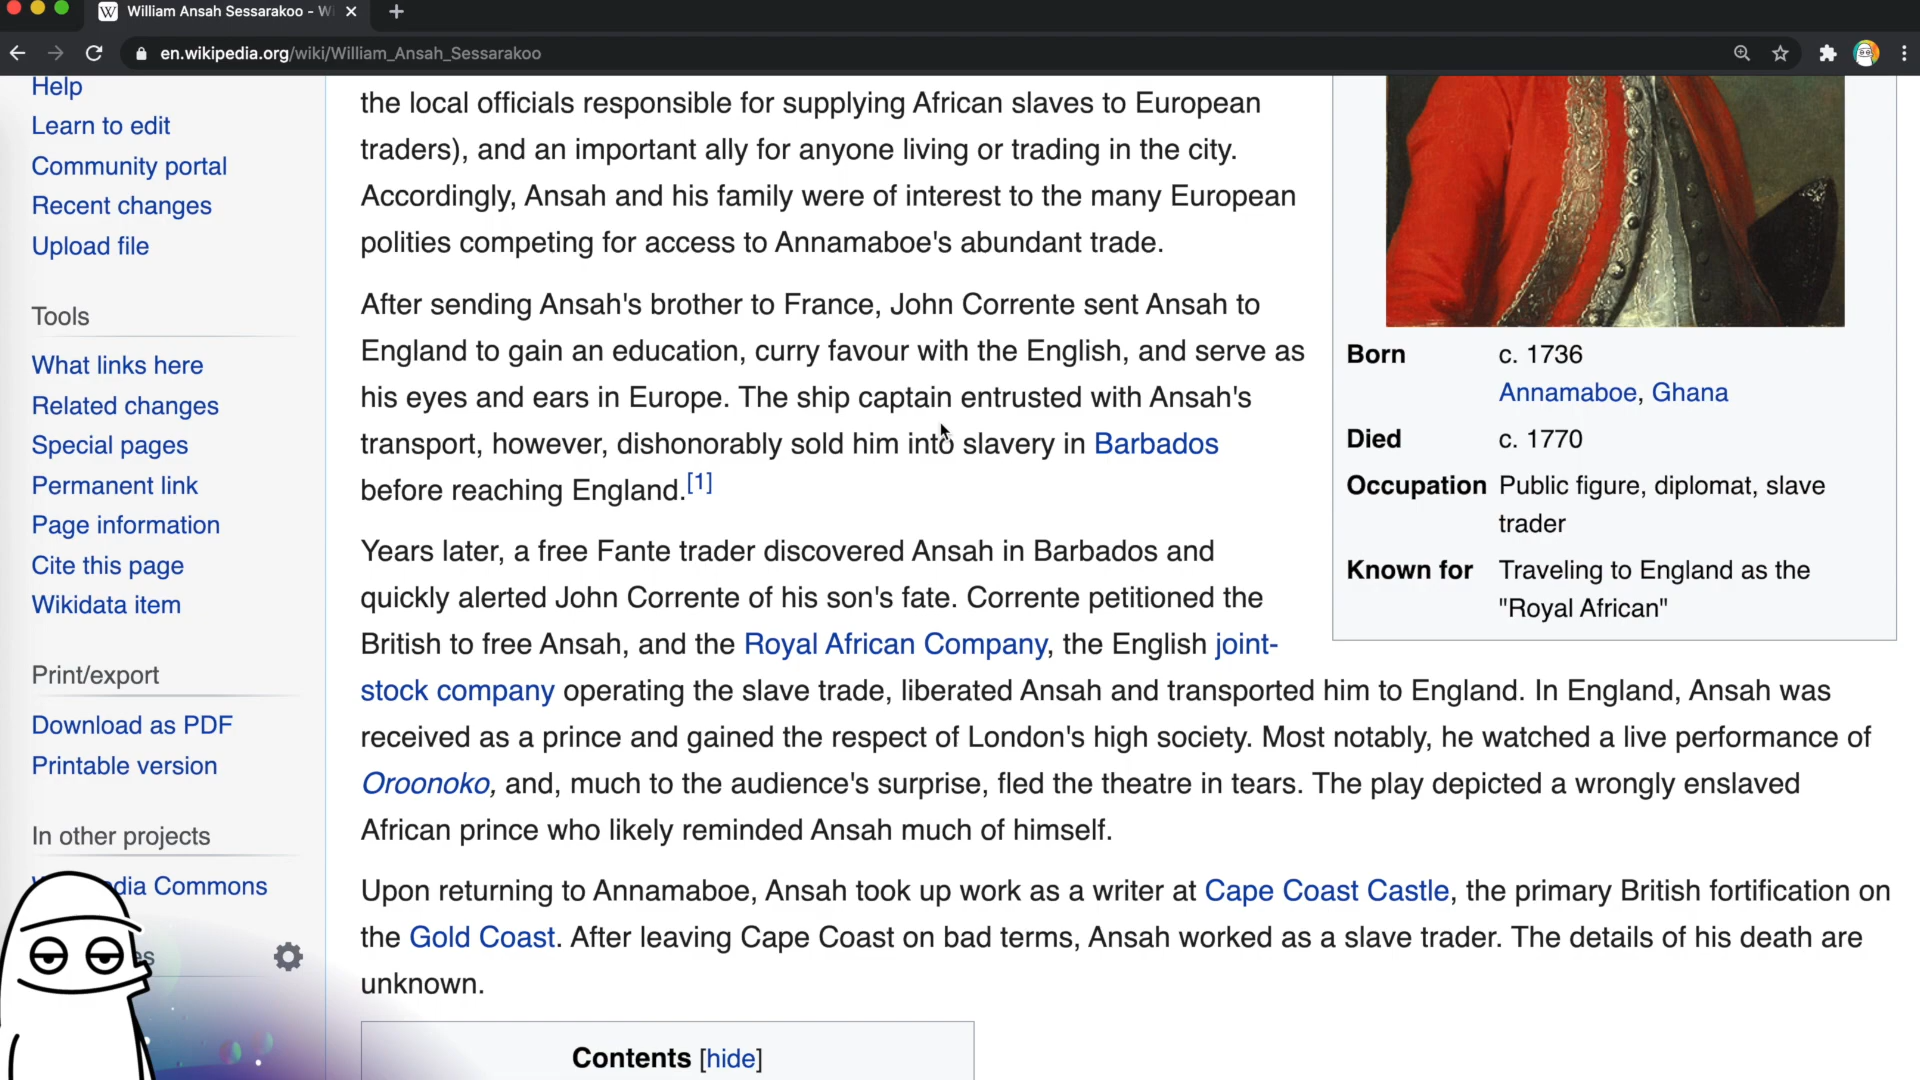 William Ansah Sessarakoo - W
en.wikipedia.org/wiki/William_Ansah_Sessarakoo
Help
Learn to edit
Community portal
Recent changes
Upload file
Tools
What links here
Related changes
Special pages
Permanent link
Page information
Cite this page
Wikidata item
Print/export
Download as PDF
Printable version
In other projects
dia Commons
es
the local officials responsible for supplying African slaves to European
traders), and an important ally for anyone living or trading in the city.
Accordingly, Ansah and his family were of interest to the many European
polities competing for access to Annamaboe's abundant trade.
After sending Ansah's brother to France, John Corrente sent Ansah to
England to gain an education, curry favour with the English, and serve as
his eyes and ears in Europe. The ship captain entrusted with Ansah's
transport, however, dishonorably sold him into slavery in Barbados
before reaching England.[1]
Years later, a free Fante trader discovered Ansah in Barbados and
quickly alerted John Corrente of his son's fate. Corrente petitioned the
British to free Ansah, and the Royal African Company, the English joint-
stock company operating the slave trade, liberated Ansah and transported him to England. In England, Ansah was
received as a prince and gained the respect of London's high society. Most notably, he watched a live performance of
Oroonoko, and, much to the audience's surprise, fled the theatre in tears. The play depicted a wrongly enslaved
African prince who likely reminded Ansah much of himself.
Upon returning to Annamaboe, Ansah took up work as a writer at Cape Coast Castle, the primary British fortification on
the Gold Coast. After leaving Cape Coast on bad terms, Ansah worked as a slave trader. The details of his death are
unknown.
Contents [hide]
Born c. 1736
Annamaboe, Ghana
Died c. 1770
Occupation Public figure, diplomat, slave
trader
Known for Traveling to England as the
"Royal African"